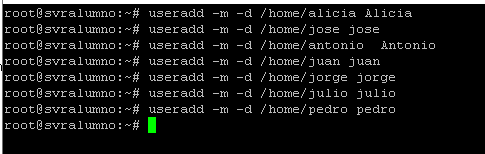 root@svralumno:~# useradd -m -d /home/alicia Alicia
root@svralumno:~# useradd -m -d /home/jose jose
root@svralumno:~# useradd -m -d /home/antonio  Antonio
root@svralumno:~# useradd -m -d /home/juan juan
root@svralumno:~# useradd -m -d /home/jorge jorge
root@svralumno:~# useradd -m -d /home/julio julio
root@svralumno:~# useradd -m -d /home/pedro pedro
root@svralumno:~#